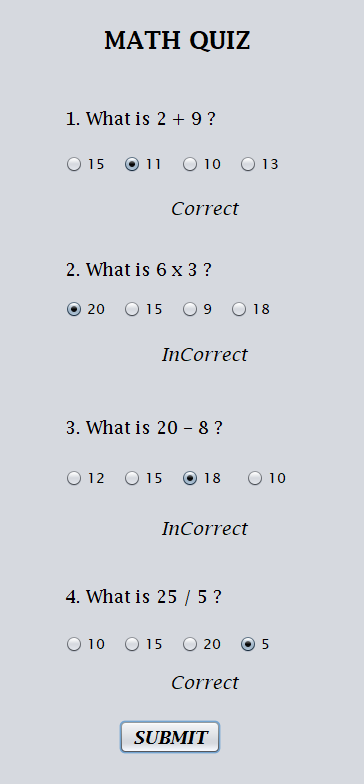 MATH QUIZ
1. What is 2 + 9 ?
15 11 10 13
Correct
2. What is 6 x 3 ?
20 15 9 18
InCorrect
3. What is 20 – 8 ?
12 15 18 10
InCorrect
4. What is 25 / 5 ?
10 15 20 5
Correct
SUBMIT